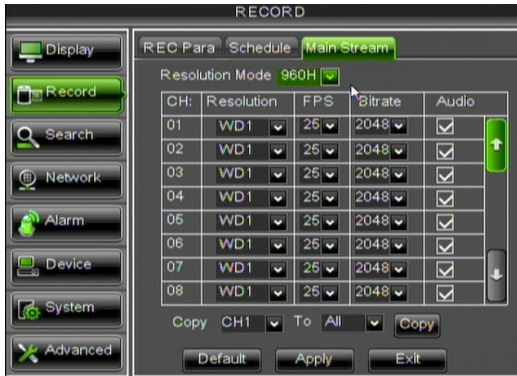 RECORD
Display
Record
Search
Network
Alarm
Device
System
Advanced
REC Para Schedule Main Stream
Resolution Mode 960H
CH: Resolution FPS Bitrate Audio
01 WD1 25 2048
02 WD1 25 2048
03 WD1 25 2048
04 WD1 25 2048
05 WD1 25 2048
06 WD1 25 2048
07 WD1 25 2048
08 WD1 25 2048
Copy CH1 To All Copy
Default Apply Exit